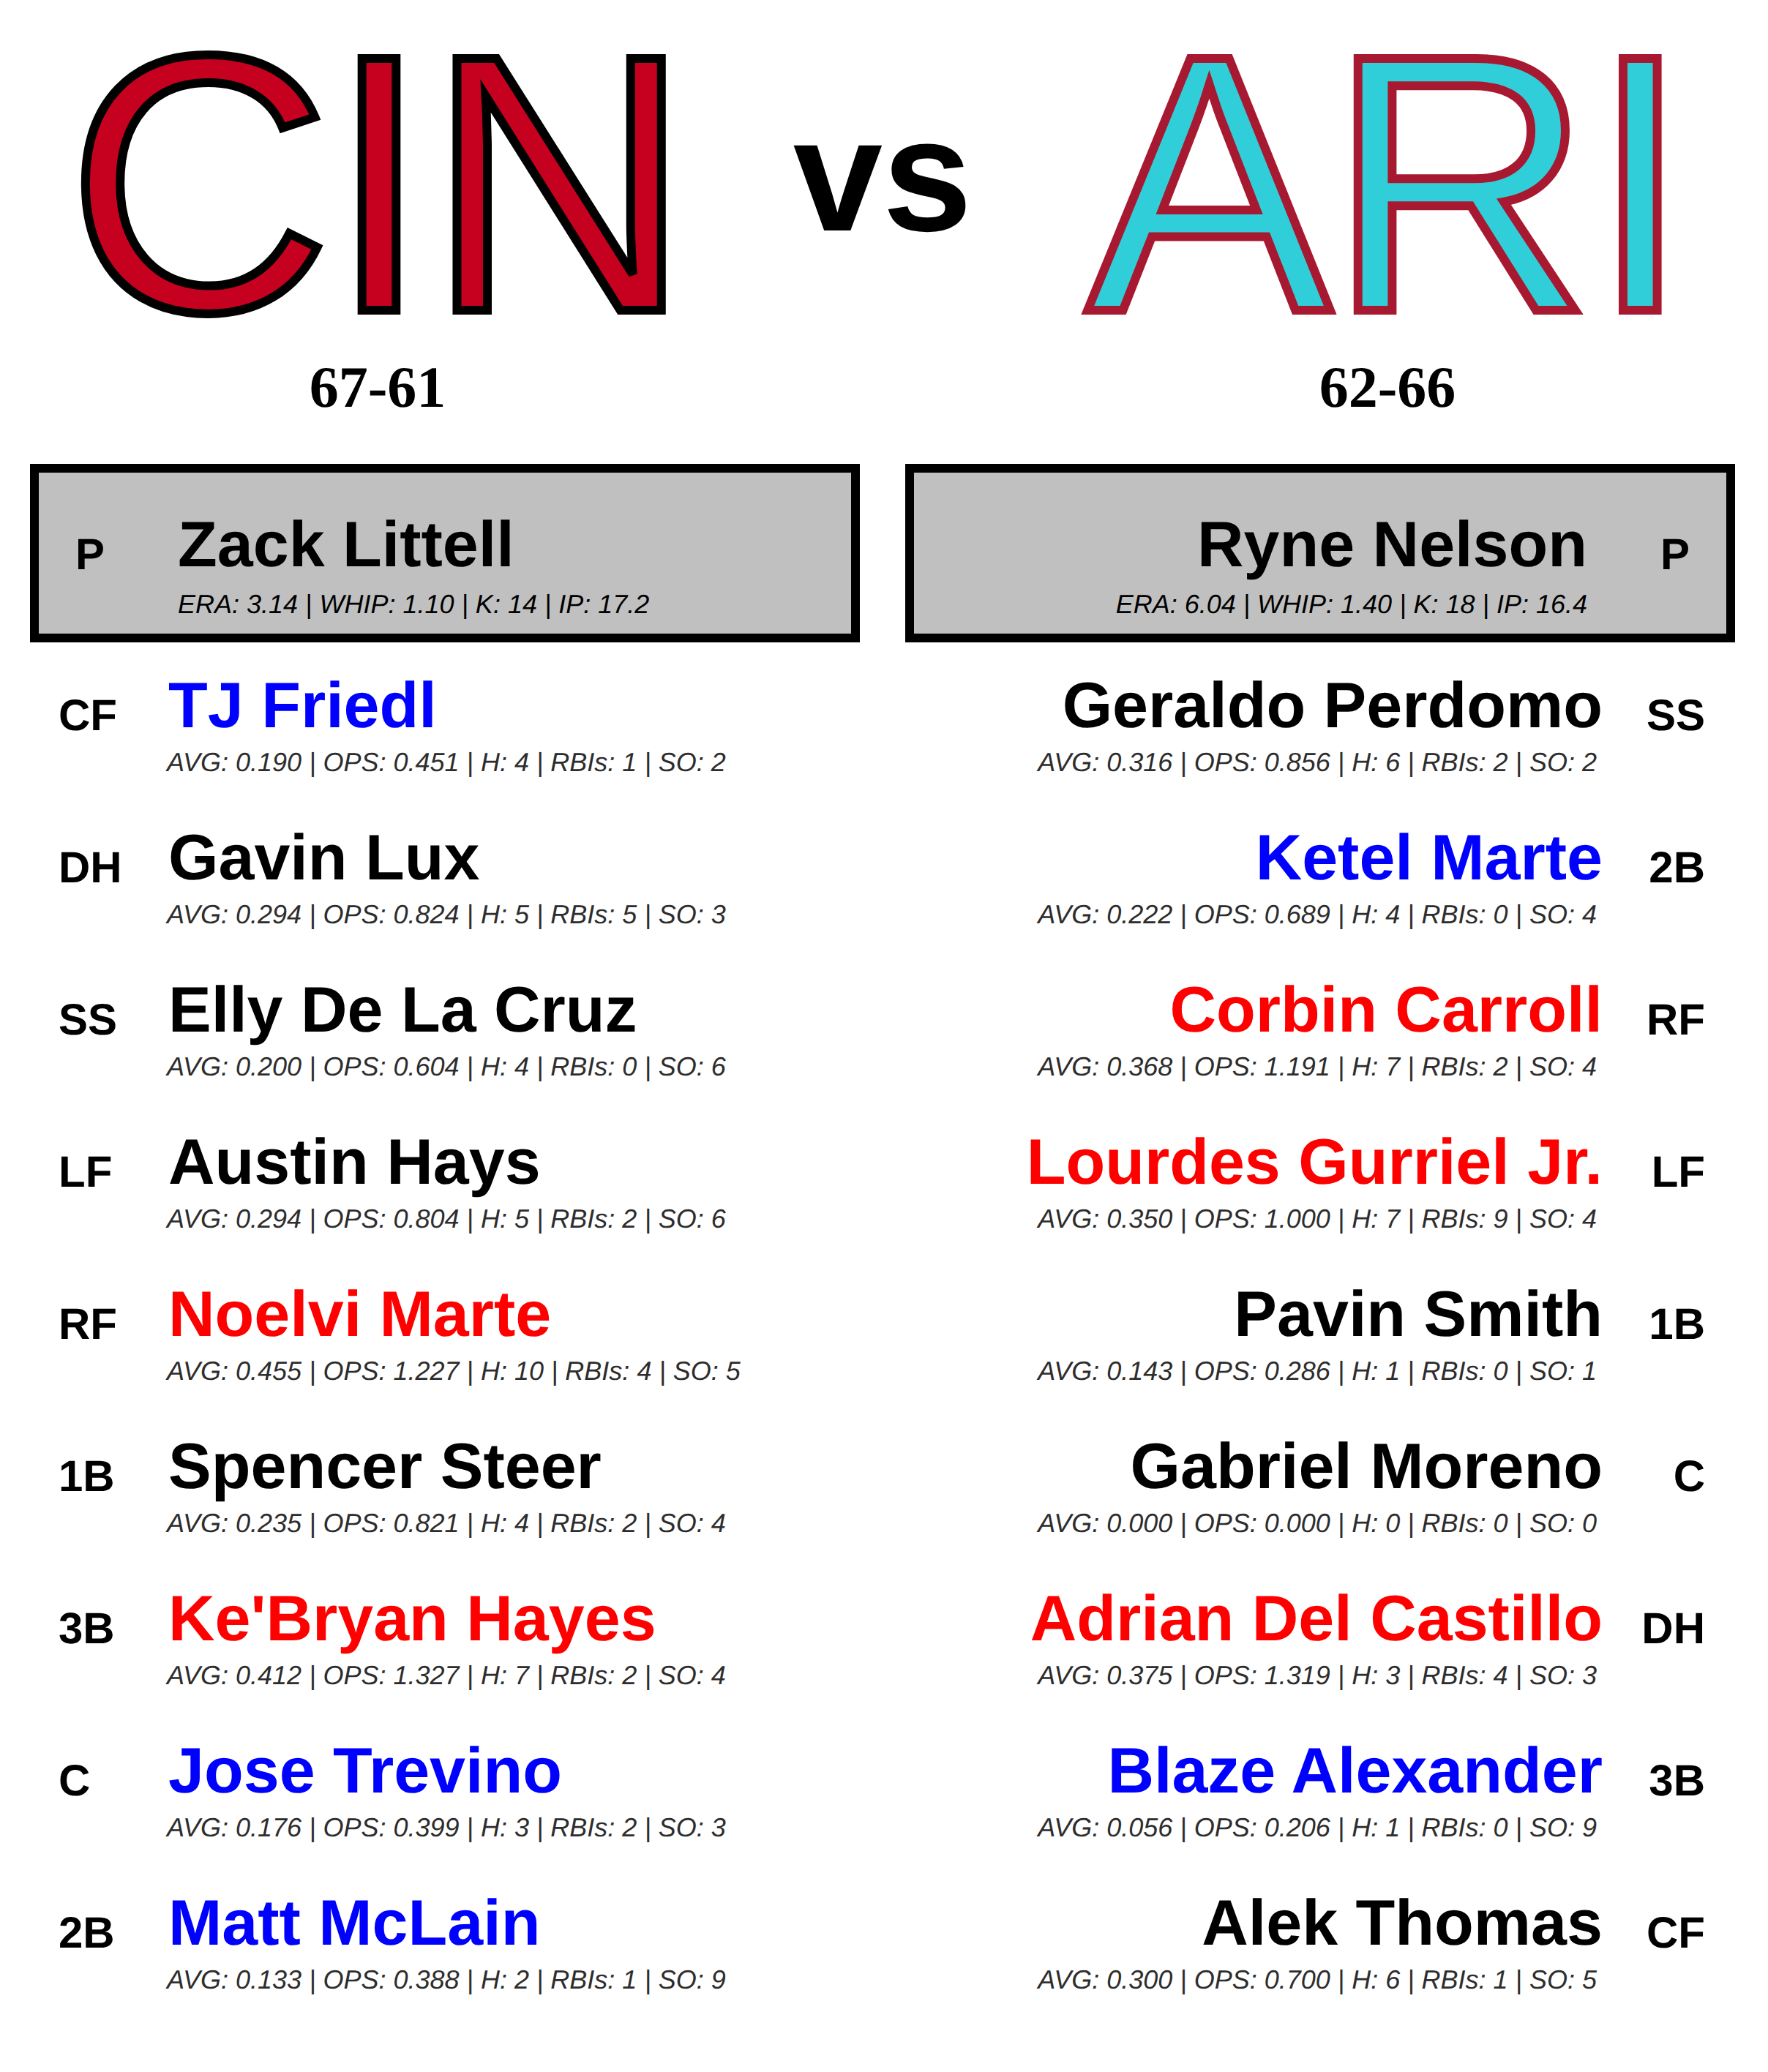 CIN vs ARI
67-61 62-66
P Zack Littell
ERA: 3.14 | WHIP: 1.10 | K: 14 | IP: 17.2
Ryne Nelson P
ERA: 6.04 | WHIP: 1.40 | K: 18 | IP: 16.4
CF TJ Friedl
AVG: 0.190 | OPS: 0.451 | H: 4 | RBIs: 1 | SO: 2
DH Gavin Lux
AVG: 0.294 | OPS: 0.824 | H: 5 | RBIs: 5 | SO: 3
SS Elly De La Cruz
AVG: 0.200 | OPS: 0.604 | H: 4 | RBIs: 0 | SO: 6
LF Austin Hays
AVG: 0.294 | OPS: 0.804 | H: 5 | RBIs: 2 | SO: 6
RF Noelvi Marte
AVG: 0.455 | OPS: 1.227 | H: 10 | RBIs: 4 | SO: 5
1B Spencer Steer
AVG: 0.235 | OPS: 0.821 | H: 4 | RBIs: 2 | SO: 4
3B Ke'Bryan Hayes
AVG: 0.412 | OPS: 1.327 | H: 7 | RBIs: 2 | SO: 4
C Jose Trevino
AVG: 0.176 | OPS: 0.399 | H: 3 | RBIs: 2 | SO: 3
2B Matt McLain
AVG: 0.133 | OPS: 0.388 | H: 2 | RBIs: 1 | SO: 9
Geraldo Perdomo SS
AVG: 0.316 | OPS: 0.856 | H: 6 | RBIs: 2 | SO: 2
Ketel Marte 2B
AVG: 0.222 | OPS: 0.689 | H: 4 | RBIs: 0 | SO: 4
Corbin Carroll RF
AVG: 0.368 | OPS: 1.191 | H: 7 | RBIs: 2 | SO: 4
Lourdes Gurriel Jr. LF
AVG: 0.350 | OPS: 1.000 | H: 7 | RBIs: 9 | SO: 4
Pavin Smith 1B
AVG: 0.143 | OPS: 0.286 | H: 1 | RBIs: 0 | SO: 1
Gabriel Moreno C
AVG: 0.000 | OPS: 0.000 | H: 0 | RBIs: 0 | SO: 0
Adrian Del Castillo DH
AVG: 0.375 | OPS: 1.319 | H: 3 | RBIs: 4 | SO: 3
Blaze Alexander 3B
AVG: 0.056 | OPS: 0.206 | H: 1 | RBIs: 0 | SO: 9
Alek Thomas CF
AVG: 0.300 | OPS: 0.700 | H: 6 | RBIs: 1 | SO: 5